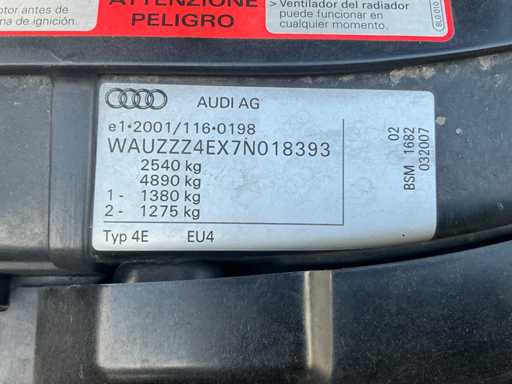 otor antes de
na de ignición.
ATTENZIONE
PELIGRO
> Ventilador del radiador
puede funcionar en
cualquier momento.
AUDI AG
e1•2001/116•0198
WAUZZZ4EX7N018393
2540 kg
4890 kg
1 - 1380 kg
2 - 1275 kg
Typ 4E EU4
02
BSM 1682
032007